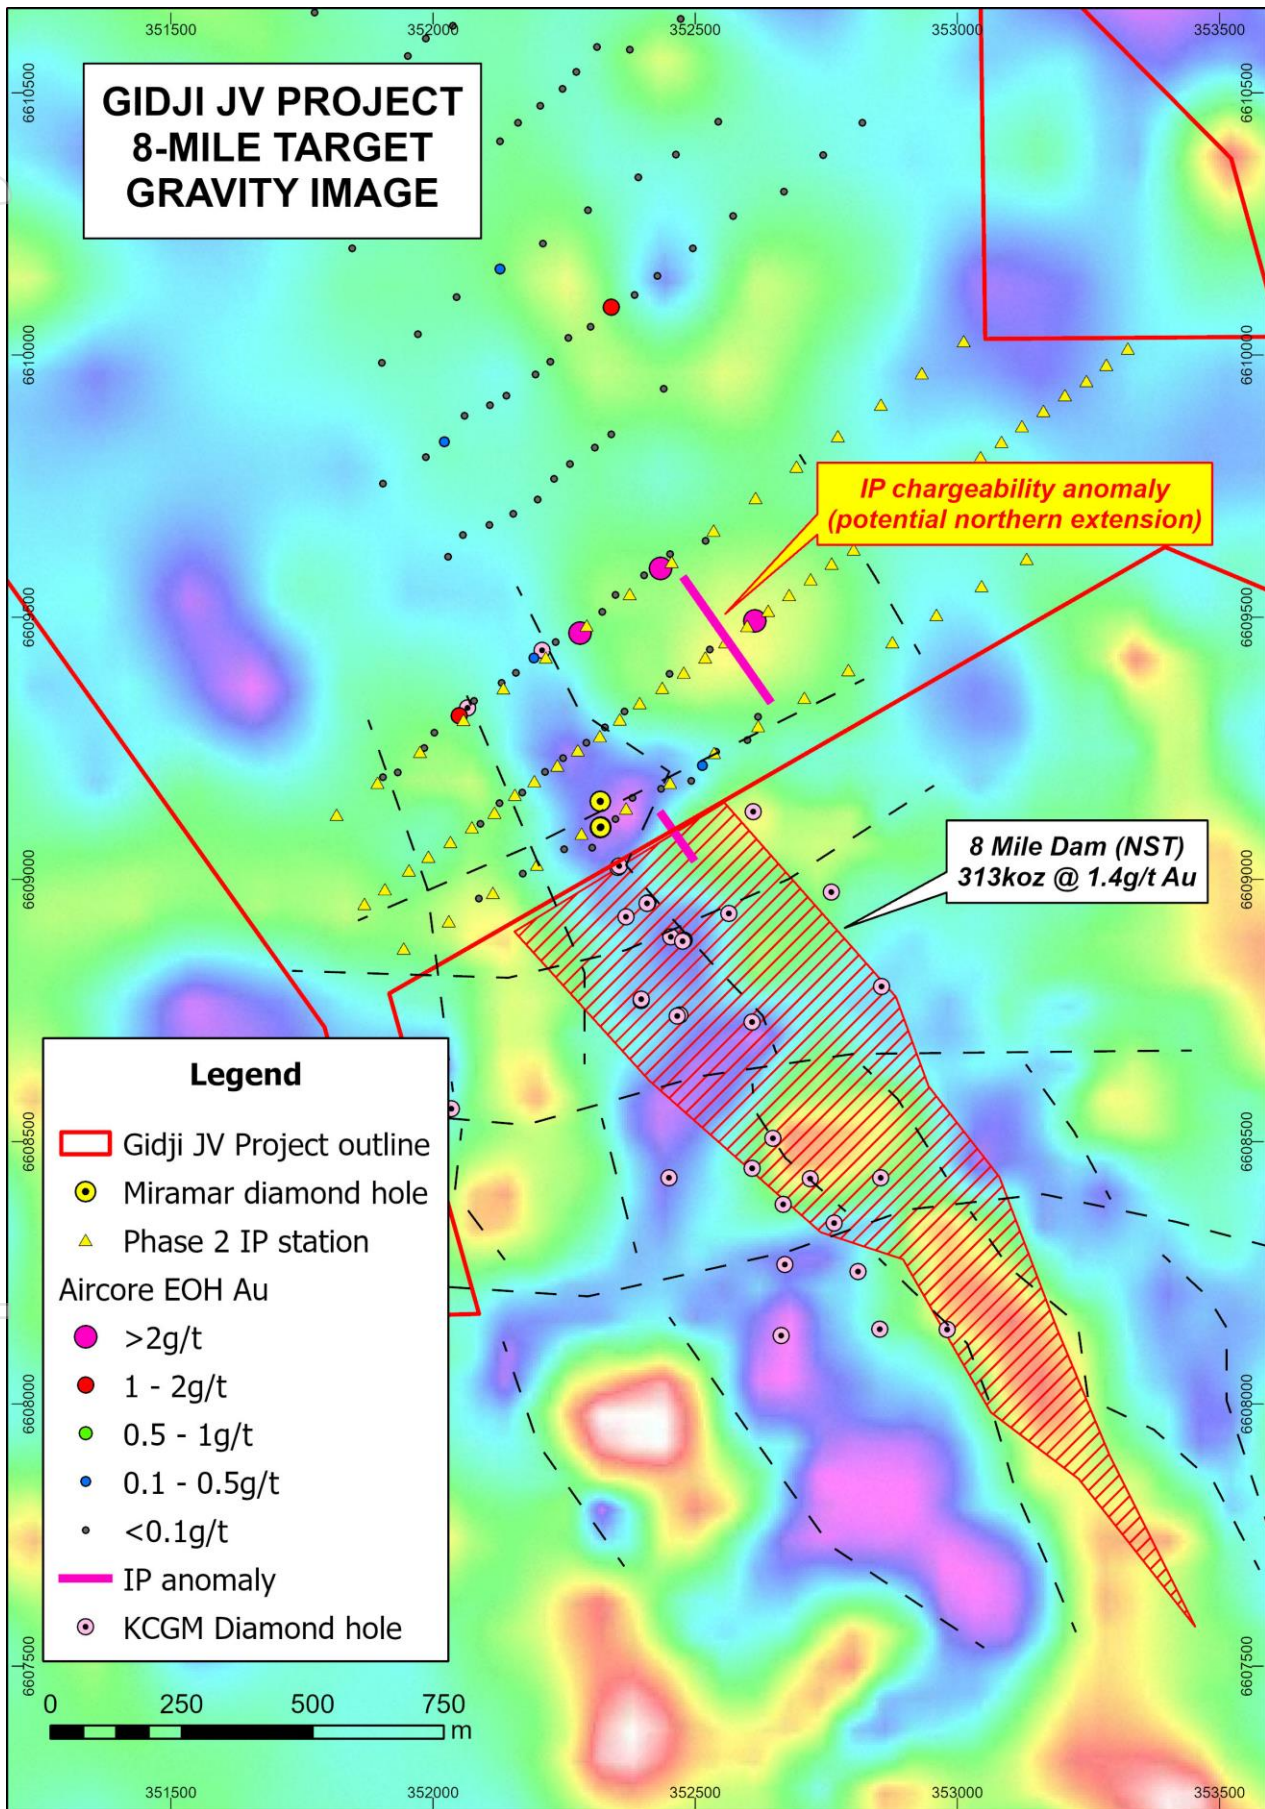 351500
352000
352500
353000
353500
6610500
6610500
GIDJI JV PROJECT
8-MILE TARGET
GRAVITY IMAGE
6610000
6610000
IP chargeability anomaly
(potential northern extension)
6609500
6609500
8 Mile Dam (NST)
313koz @ 1.4g/t Au
6609000
6609000
Legend
Gidji JV Project outline
Miramar diamond hole
Phase 2 IP station
Aircore EOH Au
>2g/t
1 - 2g/t
0.5 - 1g/t
0.1 - 0.5g/t
<0.1g/t
IP anomaly
KCGM Diamond hole
6608500
6608500
6608000
6608000
6607500
6607500
0 250 500 750
m
351500
352000
352500
353000
353500